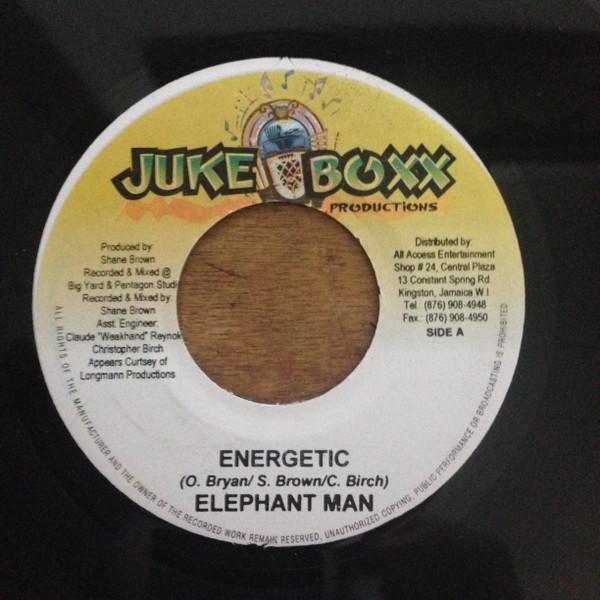 JUKE BOXX
PRODUCTIONS
Produced by:
Shane Brown
Recorded & Mixed @
Big Yard & Pentagon
Recorded & Mixed by:
Shane Brown
Asst. Engineer:
Claude "Weakhand"
Christopher Birch
Appears Curtsey of
Longmann Productions
Distributed by:
All Access Entertainment
Shop # 24, Central Plaza
13 Constant Spring Rd.
Kingston, Jamaica W.I
Tel: (876) 908-4948
Fax: (876) 908-4950
SIDE A
ENERGETIC
(O. Bryan/ S. Brown/C. Birch)
ELEPHANT MAN
ALL RIGHTS OF THE MANUFACTURER AND THE OWNER OF THE RECORDED WORK REMAIN RESERVED, UNAUTHORIZED COPYING, PUBLIC PERFORMANCE OR BROADCASTING IS PROHIBITED